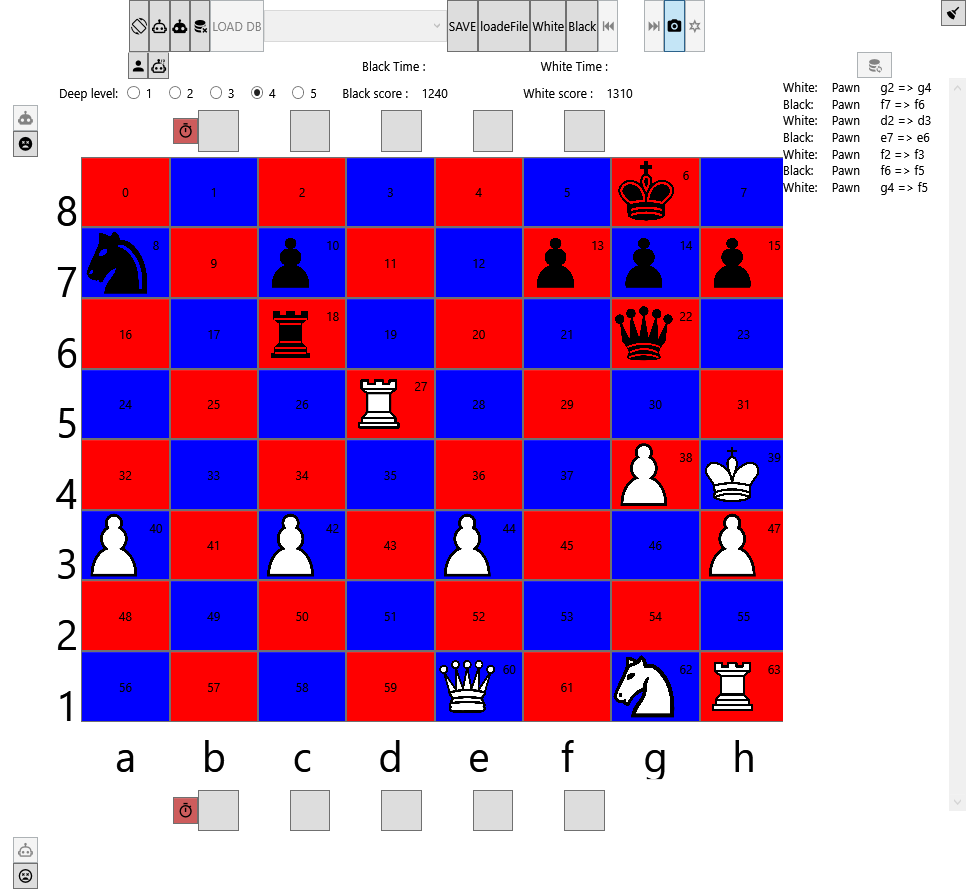 LOAD DB SAVE loadeFile White Black
Black Time : White Time :
Deep level: 1 2 3 4 5 Black score : 1240 White score : 1310
White: Pawn g2 => g4
Black: Pawn f7 => f6
White: Pawn d2 => d3
Black: Pawn e7 => e6
White: Pawn f2 => f3
Black: Pawn f6 => f5
White: Pawn g4 => f5
8 0 1 2 3 4 5 6 7
7 8 9 10 11 12 13 14 15
6 16 17 18 19 20 21 22 23
5 24 25 26 27 28 29 30 31
4 32 33 34 35 36 37 38 39
3 40 41 42 43 44 45 46 47
2 48 49 50 51 52 53 54 55
1 56 57 58 59 60 61 62 63
a b c d e f g h